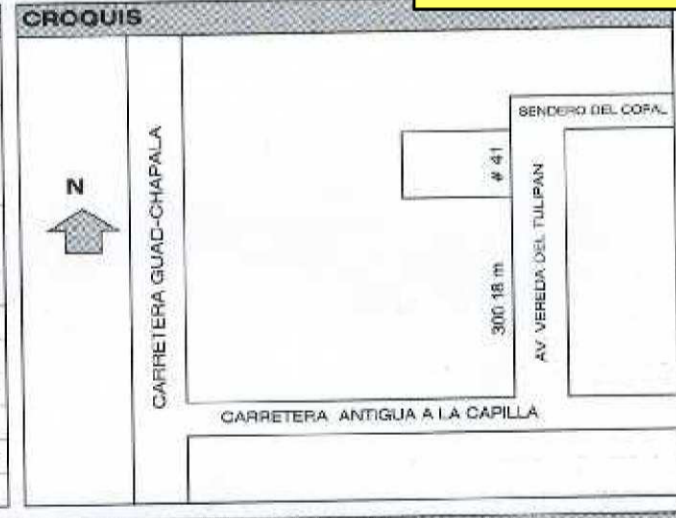 CROQUIS
SENDERO DEL COPAL
N
CARRETERA GUAD-CHAPALA
# 41
300 18 m
AV. VEREDA DEL TULIPAN
CARRETERA ANTIGUA A LA CAPILLA